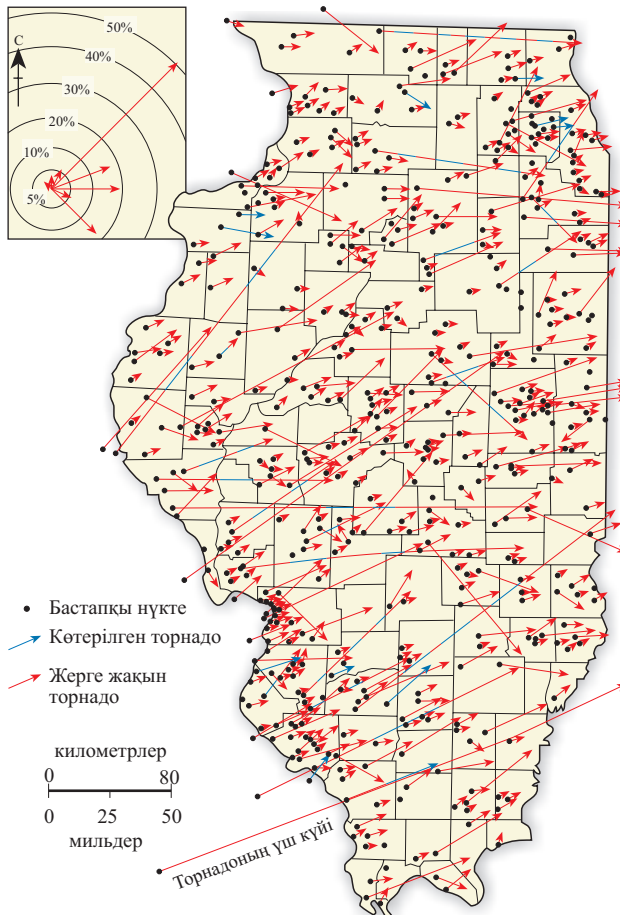 50%
40%
30%
20%
10%
5%
С
Бастапқы нүкте
Көтерілген торнадо
Жерге жақын
торнадо
километрлер
0 80
0 25 50
мильдер
Торнадоның үш күйі